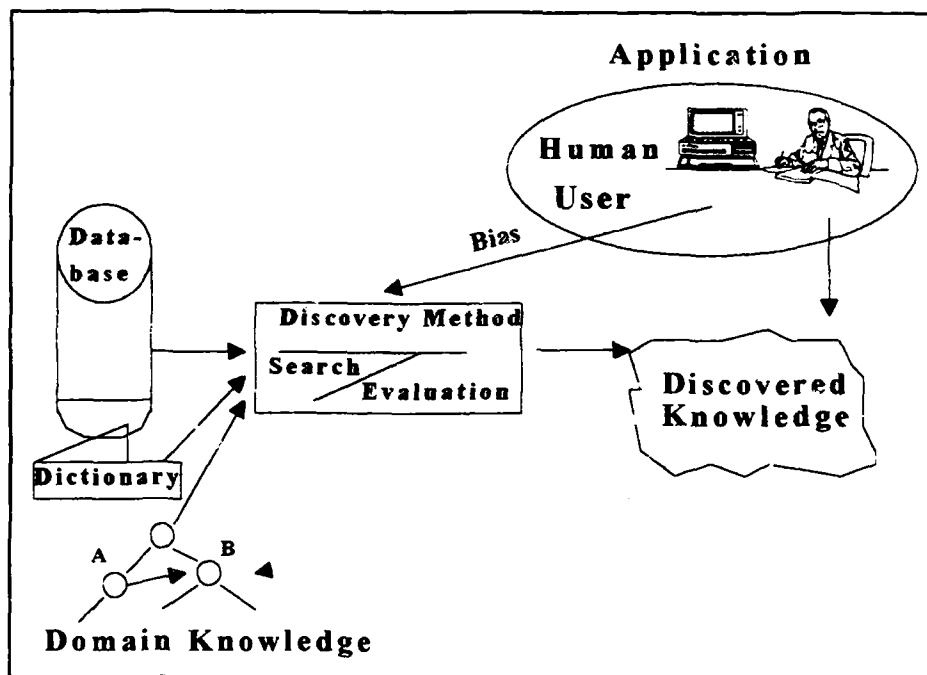 Application
Human
User
Bias
Data-
base
Discovery Method
Search
Evaluation
Discovered
Knowledge
Dictionary
A
B
Domain Knowledge